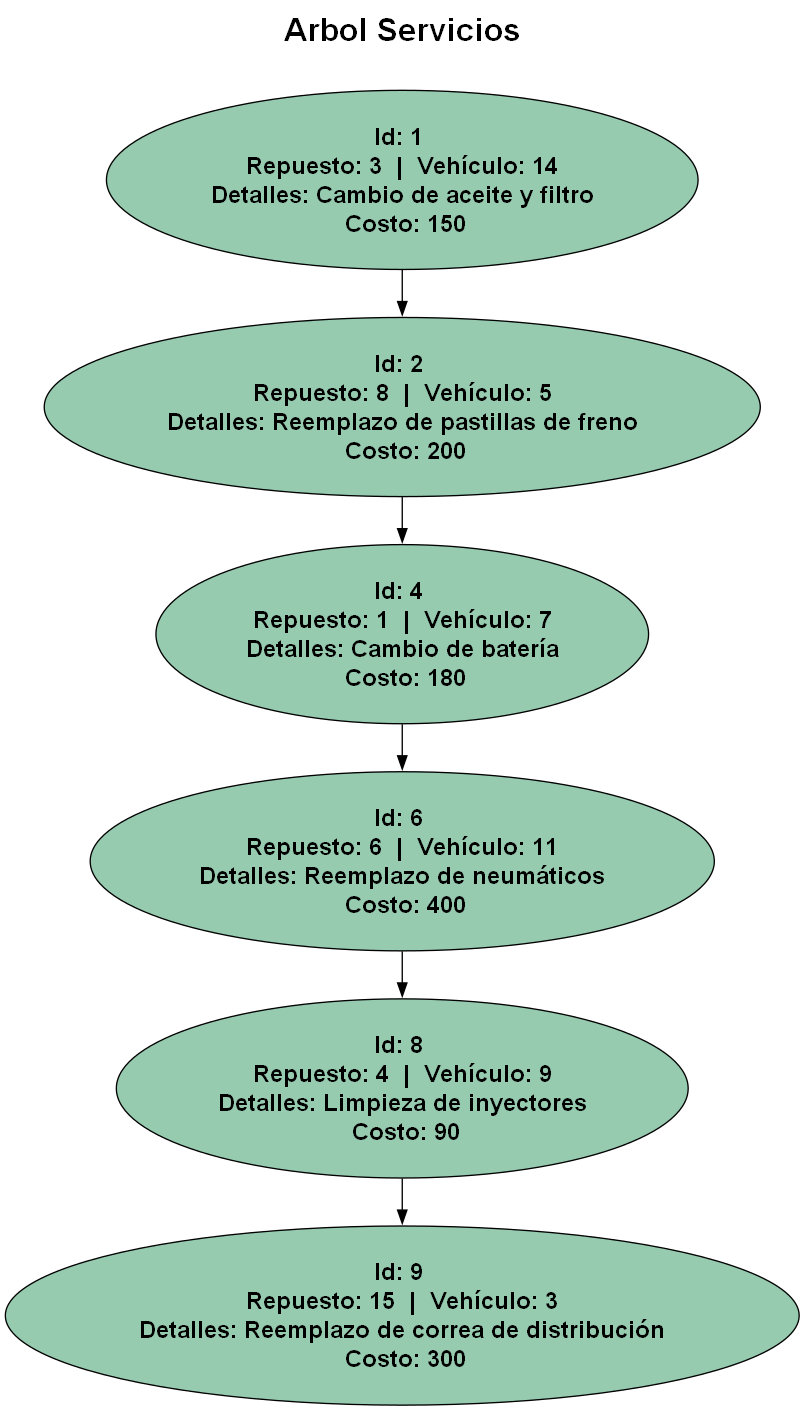 Arbol Servicios
Id: 1
Repuesto: 3 | Vehículo: 14
Detalles: Cambio de aceite y filtro
Costo: 150
Id: 2
Repuesto: 8 | Vehículo: 5
Detalles: Reemplazo de pastillas de freno
Costo: 200
Id: 4
Repuesto: 1 | Vehículo: 7
Detalles: Cambio de batería
Costo: 180
Id: 6
Repuesto: 6 | Vehículo: 11
Detalles: Reemplazo de neumáticos
Costo: 400
Id: 8
Repuesto: 4 | Vehículo: 9
Detalles: Limpieza de inyectores
Costo: 90
Id: 9
Repuesto: 15 | Vehículo: 3
Detalles: Reemplazo de correa de distribución
Costo: 300